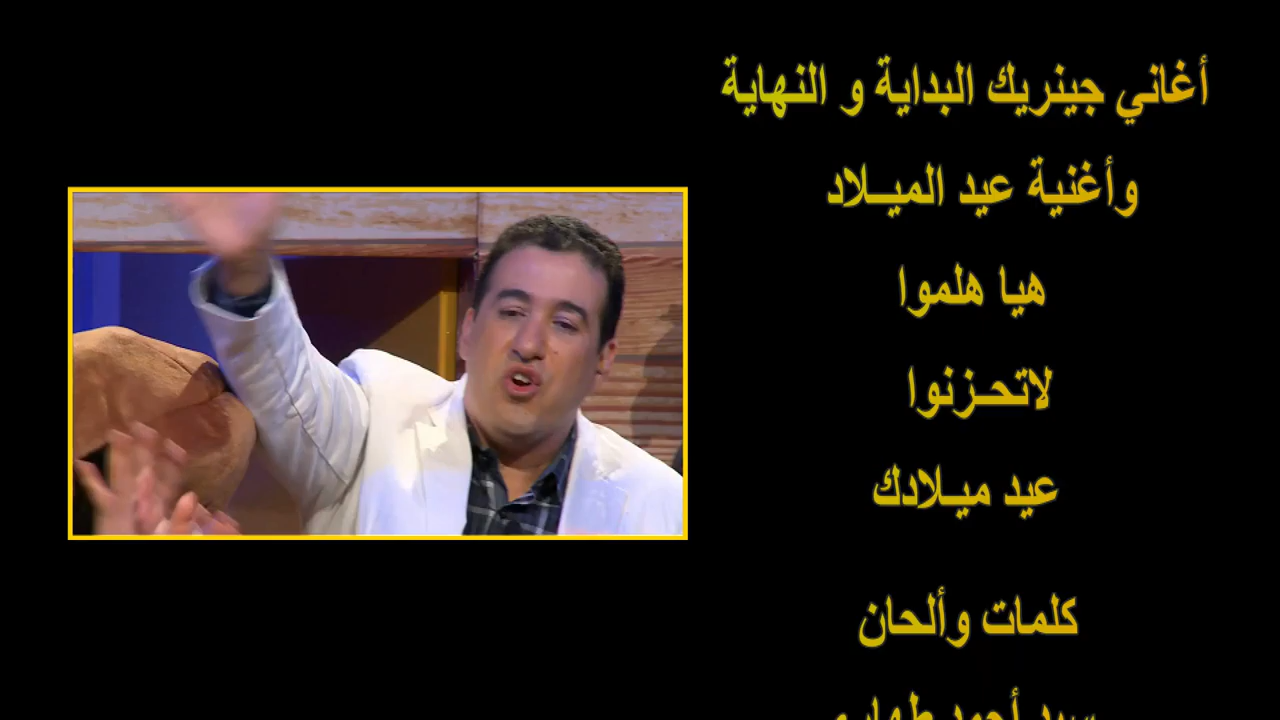 أغاني جينريك البداية و النهاية
وأغنية عيد الميـلاد
هيا هلموا
لاتحـزنوا
عيد ميـلادك
كلمات وألحان